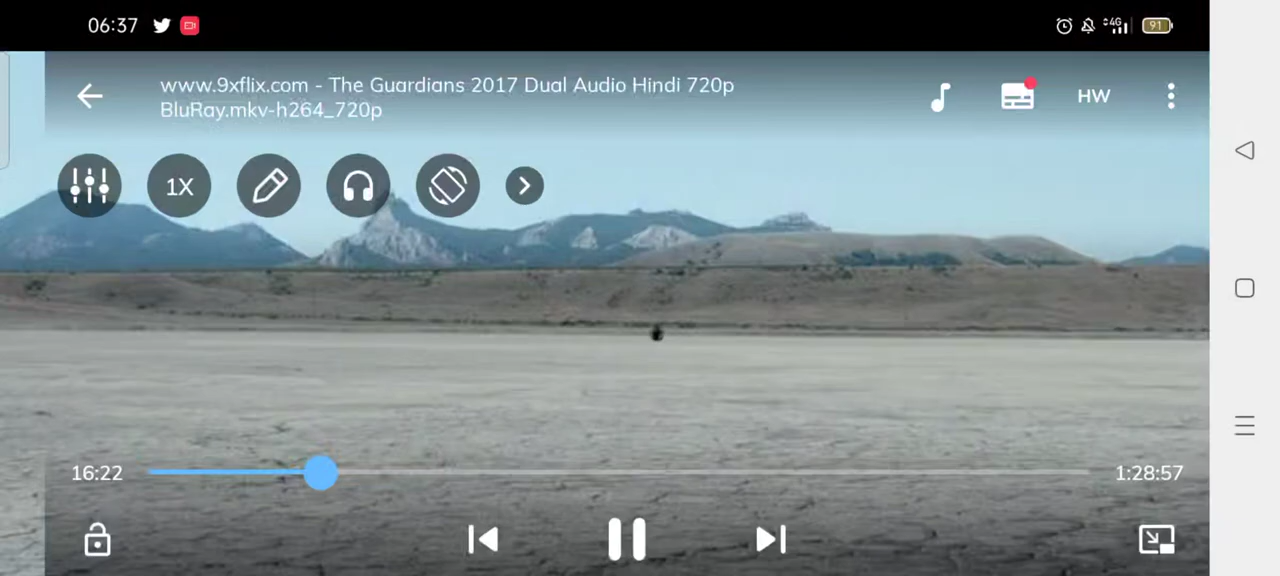 06:37
4G
91
www.9xflix.com - The Guardians 2017 Dual Audio Hindi 720p
BluRay.mkv-h264_720p
HW
1X
16:22
1:28:57